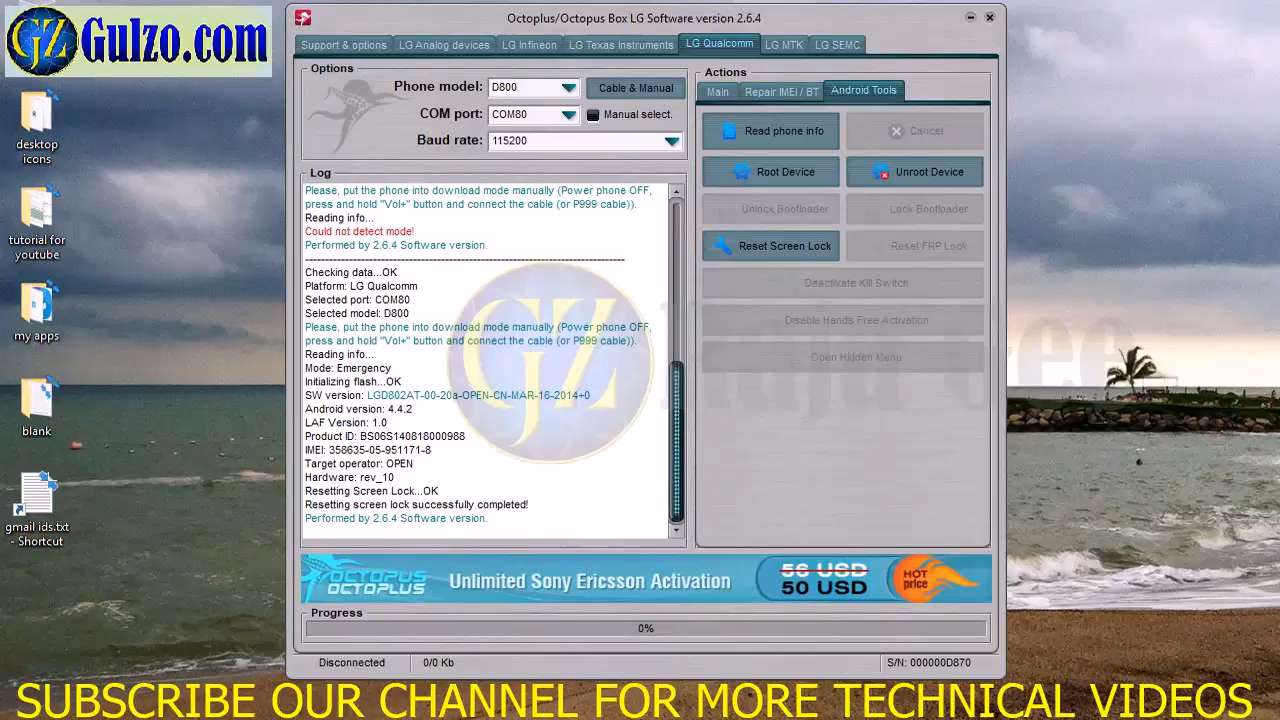 GZ Gulzo.com
Octoplus/Octopus Box LG Software version 2.6.4
Support & options LG Analog devices LG Infineon LG Texas Instruments LG Qualcomm LG MTK LG SEMC
Options
Phone model: D800 Cable & Manual
COM port: COM80 Manual select.
Baud rate: 115200
Actions
Main Repair IMEI / BT Android Tools
Read phone info Cancel
Root Device Unroot Device
Unlock Bootloader Lock Bootloader
Reset Screen Lock Reset FRP Lock
Deactivate Kill Switch
Disable Hands Free Activation
Open Hidden Menu
Log
Please, put the phone into download mode manually (Power phone OFF,
press and hold "Vol+" button and connect the cable (or P999 cable)).
Reading info...
Could not detect mode!
Performed by 2.6.4 Software version.
Checking data...OK
Platform: LG Qualcomm
Selected port: COM80
Selected model: D800
Please, put the phone into download mode manually (Power phone OFF,
press and hold "Vol+" button and connect the cable (or P999 cable)).
Reading info...
Mode: Emergency
Initializing flash...OK
SW version: LGD802AT-00-20a-OPEN-CN-MAR-16-2014+0
Android version: 4.4.2
LAF Version: 1.0
Product ID: BS06S140818000988
IMEI: 358635-05-951171-8
Target operator: OPEN
Hardware: rev_10
Resetting Screen Lock...OK
Resetting screen lock successfully completed!
Performed by 2.6.4 Software version.
GZ
OCTOPUS
OCTOPLUS
Unlimited Sony Ericsson Activation
56 USD
50 USD
HOT
price
Progress
0%
Disconnected 0/0 Kb S/N: 000000D870
desktop
icons
tutorial for
youtube
my apps
blank
gmail ids.txt
- Shortcut
SUBSCRIBE OUR CHANNEL FOR MORE TECHNICAL VIDEOS